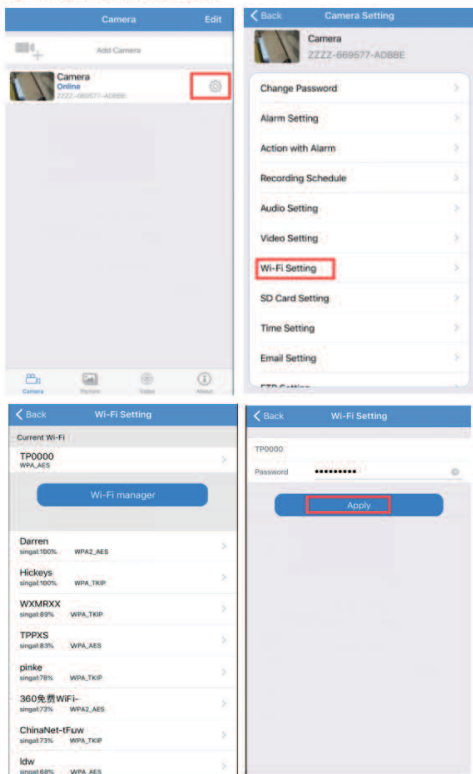 Camera
Edit
Add Camera
Camera
Online
ZZZZ-669577-ADBBE
Camera
Picture
Video
About
Back
Camera Setting
Camera
ZZZZ-669577-ADBBE
Change Password
Alarm Setting
Action with Alarm
Recording Schedule
Audio Setting
Video Setting
Wi-Fi Setting
SD Card Setting
Time Setting
Email Setting
FTP Setting
Back
Wi-Fi Setting
Current Wi-Fi
TP0000
WPA_AES
Wi-Fi manager
Darren
singal:100% WPA2_AES
Hickeys
singal:100% WPA_TKIP
WXMRXX
singal:89% WPA_TKIP
TPPXS
singal:83% WPA_AES
pinke
singal:78% WPA_TKIP
360免费WiFi-
singal:73% WPA2_AES
ChinaNet-tFuw
singal:73% WPA_TKIP
ldw
singal:68% WPA_AES
Back
Wi-Fi Setting
TP0000
Password •••••••••
Apply